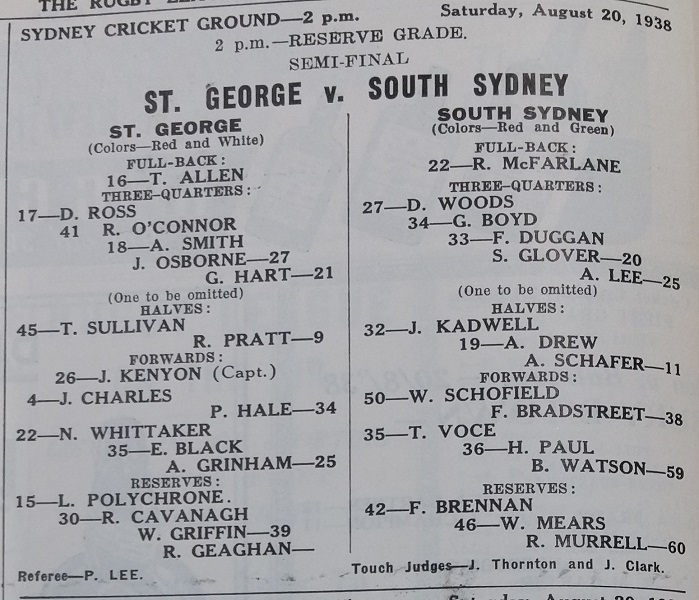 THE RUGBY
SYDNEY CRICKET GROUND—2 p.m.
Saturday, August 20, 1938
2 p.m.—RESERVE GRADE.
SEMI-FINAL
ST. GEORGE v. SOUTH SYDNEY
ST. GEORGE
(Colors—Red and White)
FULL-BACK:
16—T. ALLEN
THREE-QUARTERS:
17—D. ROSS
41 R. O'CONNOR
18—A. SMITH
J. OSBORNE—27
G. HART—21
(One to be omitted)
HALVES:
45—T. SULLIVAN
R. PRATT—9
FORWARDS:
26—J. KENYON (Capt.)
4—J. CHARLES
P. HALE—34
22—N. WHITTAKER
35—E. BLACK
A. GRINHAM—25
RESERVES:
15—L. POLYCHRONE.
30—R. CAVANAGH
W. GRIFFIN—39
R. GEAGHAN—
SOUTH SYDNEY
(Colors—Red and Green)
FULL-BACK:
22—R. McFARLANE
THREE-QUARTERS:
27—D. WOODS
34—G. BOYD
33—F. DUGGAN
S. GLOVER—20
A. LEE—25
(One to be omitted)
HALVES:
32—J. KADWELL
19—A. DREW
A. SCHAFER—11
FORWARDS:
50—W. SCHOFIELD
F. BRADSTREET—38
35—T. VOCE
36—H. PAUL
B. WATSON—59
RESERVES:
42—F. BRENNAN
46—W. MEARS
R. MURRELL—60
Referee—P. LEE.
Touch Judges—J. Thornton and J. Clark.